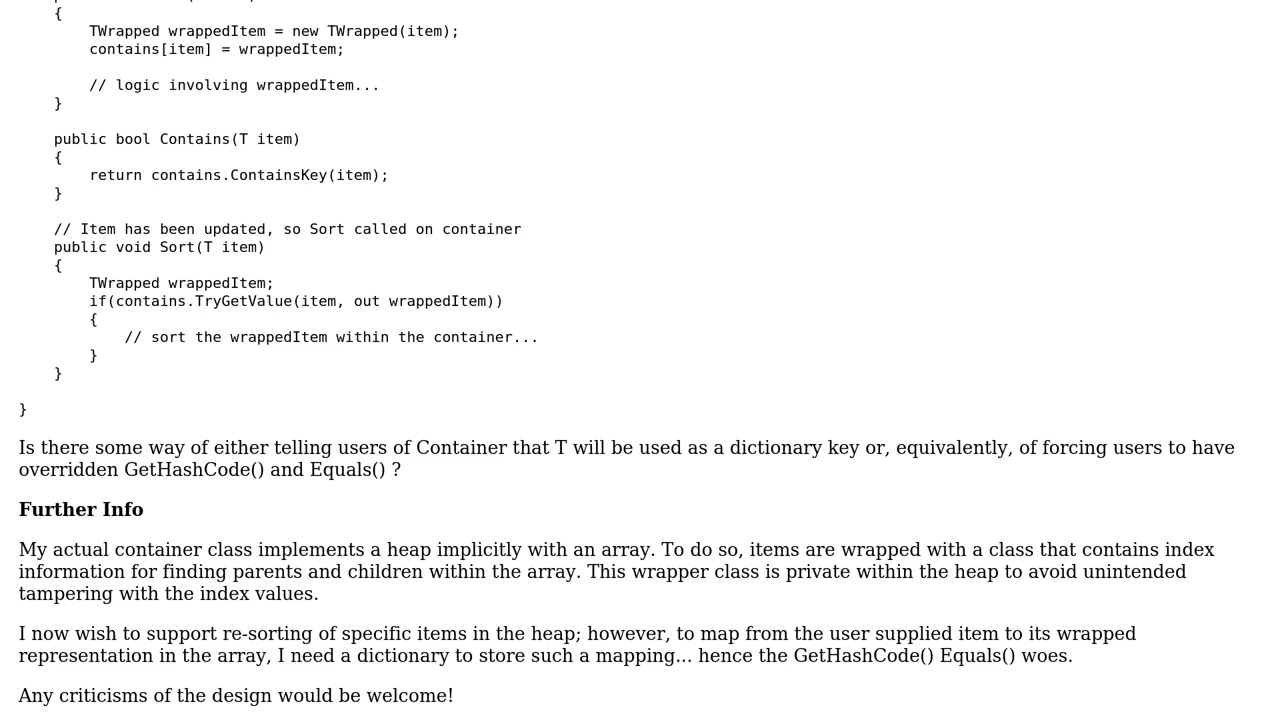 {
TWrapped wrappedItem = new TWrapped(item);
contains[item] = wrappedItem;
// logic involving wrappedItem...
}
public bool Contains(T item)
{
return contains.ContainsKey(item);
}
// Item has been updated, so Sort called on container
public void Sort(T item)
{
TWrapped wrappedItem;
if(contains.TryGetValue(item, out wrappedItem))
{
// sort the wrappedItem within the container...
}
}
}
Is there some way of either telling users of Container that T will be used as a dictionary key or, equivalently, of forcing users to have
overridden GetHashCode() and Equals() ?
Further Info
My actual container class implements a heap implicitly with an array. To do so, items are wrapped with a class that contains index
information for finding parents and children within the array. This wrapper class is private within the heap to avoid unintended
tampering with the index values.
I now wish to support re-sorting of specific items in the heap; however, to map from the user supplied item to its wrapped
representation in the array, I need a dictionary to store such a mapping... hence the GetHashCode() Equals() woes.
Any criticisms of the design would be welcome!